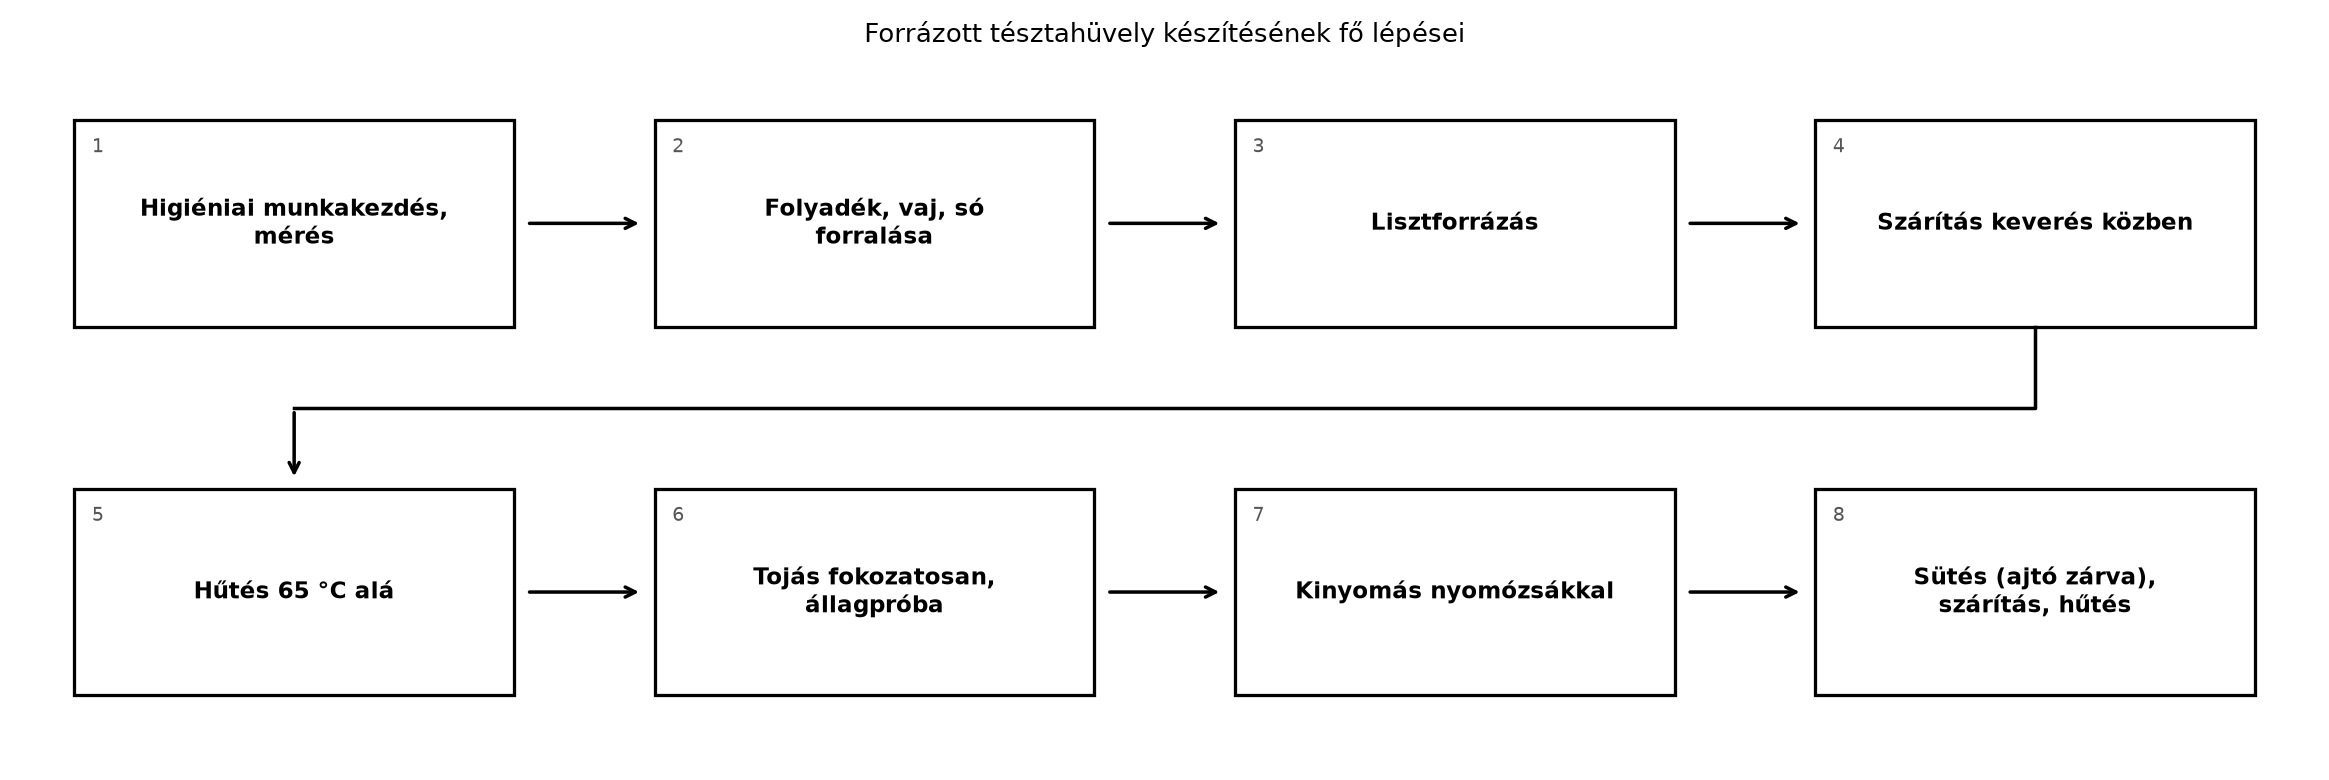 Forrázott tésztahüvely készítésének fő lépései
1
Higiéniai munkakezdés,
mérés
2
Folyadék, vaj, só
forralása
3
Lisztforrázás
4
Szárítás keverés közben
5
Hűtés 65 °C alá
6
Tojás fokozatosan,
állagpróba
7
Kinyomás nyomózsákkal
8
Sütés (ajtó zárva),
szárítás, hűtés